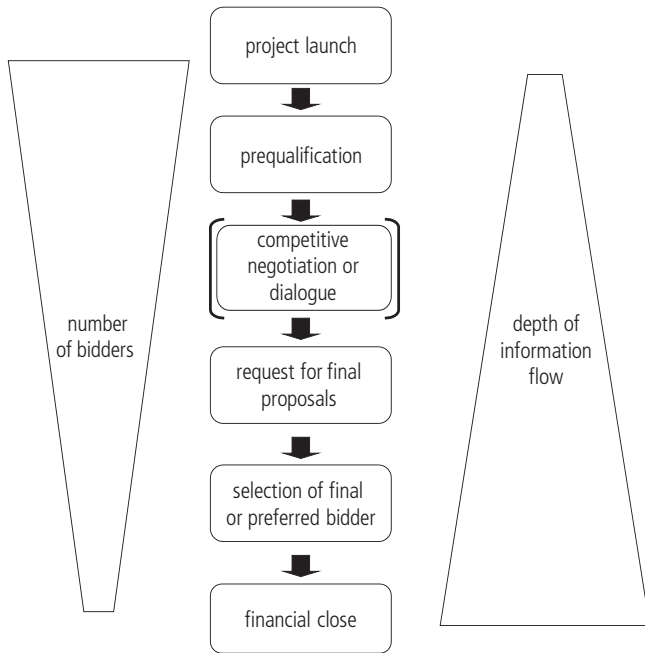 project launch
prequalification
competitive
negotiation or
dialogue
number
of bidders
depth of
information
flow
request for final
proposals
selection of final
or preferred bidder
financial close